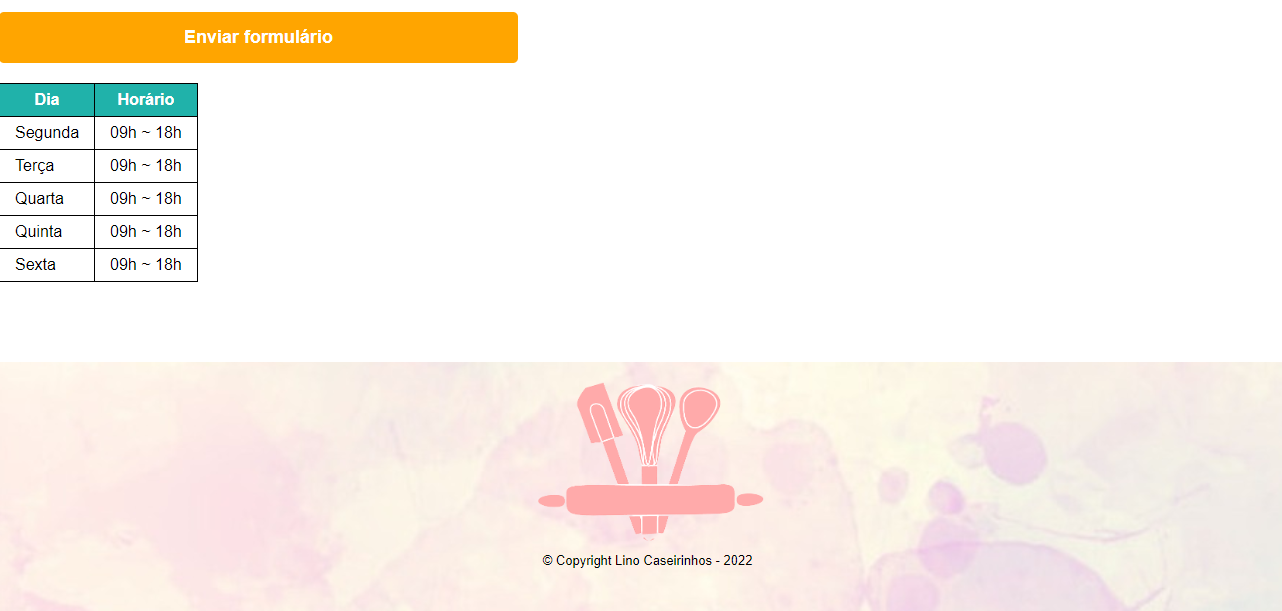 Enviar formulário
Dia Horário
Segunda 09h ~ 18h
Terça 09h ~ 18h
Quarta 09h ~ 18h
Quinta 09h ~ 18h
Sexta 09h ~ 18h
© Copyright Lino Caseirinhos - 2022